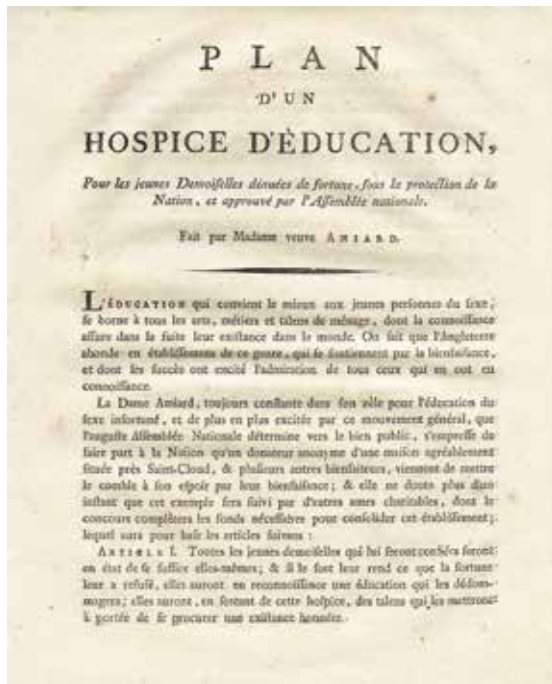 PLAN
D'UN
HOSPICE D'ÈDUCATION,
Pour les jeunes Demoiſelles dénuées de fortune, ſous la protection de la
Nation, et approuvé par l'Aſſemblée nationale.
Fait par Madame veuve AMIARD.
L'ÉDUCATION qui convient le mieux aux jeunes perſonnes du ſexe,
ſe borne à tous les arts, métiers et talens de ménage, dont la connoiſſance
aſſure dans la ſuite leur exiſtance dans le monde. On ſait que l'Angleterre
abonde en établiſſemens de ce genre, qui ſe ſoutiennent par la bienfaiſance,
et dont les ſuccès ont excité l'admiration de tous ceux qui en ont eu
connoiſſance.
La Dame Amiard, toujours conſtante dans ſon zèle pour l'éducation du
ſexe infortuné, et de plus en plus excitée par ce mouvement général, que
l'auguſte Aſſemblée Nationale détermine vers le bien public, s'empreſſe de
faire part à la Nation qu'un donateur anonyme d'une maiſon agréablement
ſituée près Saint-Cloud, & pluſieurs autres bienfaiteurs, viennent de mettre
le comble à ſon eſpoir par leur bienfaiſance; & elle ne doute plus d'un
inſtant que cet exemple ſera ſuivi par d'autres ames charitables, dont le
concours complètera les fonds néceſſaires pour conſolider cet établiſſement;
lequel aura pour baſe les articles ſuivans :
ARTICLE I. Toutes les jeunes demoiſelles qui lui ſeront confiées ſeront
en état de ſe ſuffire elles-mêmes; & ſi le ſort leur rend ce que la fortune
leur a refuſé, elles auront en reconnoiſſance une éducation qui les dédom-
magera; elles auront, en ſortant de cette hoſpice, des talens qui les mettront
à portée de ſe procurer une exiſtance honnête.